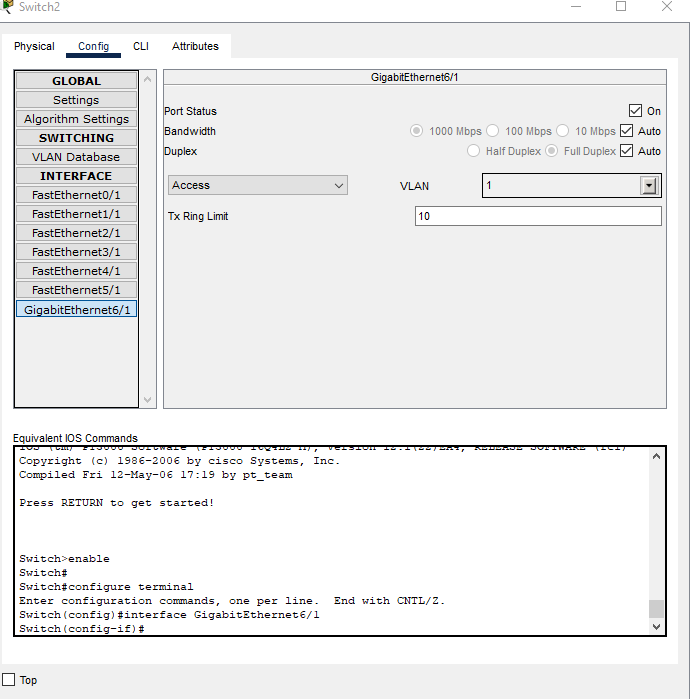 Switch2
Physical Config CLI Attributes
GLOBAL
Settings
Algorithm Settings
SWITCHING
VLAN Database
INTERFACE
FastEthernet0/1
FastEthernet1/1
FastEthernet2/1
FastEthernet3/1
FastEthernet4/1
FastEthernet5/1
GigabitEthernet6/1
GigabitEthernet6/1
Port Status On
Bandwidth 1000 Mbps 100 Mbps 10 Mbps Auto
Duplex Half Duplex Full Duplex Auto
Access VLAN 1
Tx Ring Limit 10
Equivalent IOS Commands
Copyright (c) 1986-2006 by cisco Systems, Inc.
Compiled Fri 12-May-06 17:19 by pt_team
Press RETURN to get started!
Switch>enable
Switch#
Switch#configure terminal
Enter configuration commands, one per line. End with CNTL/Z.
Switch(config)#interface GigabitEthernet6/1
Switch(config-if)#
Top